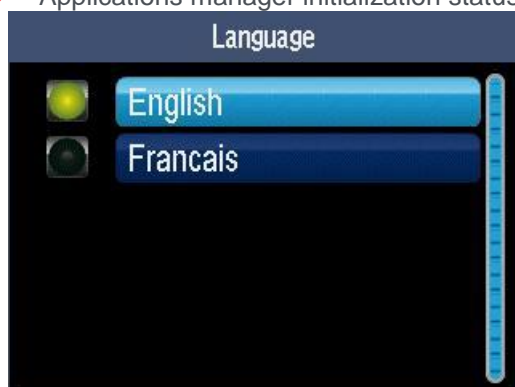 Applications manager initialization status
Language
English
Francais